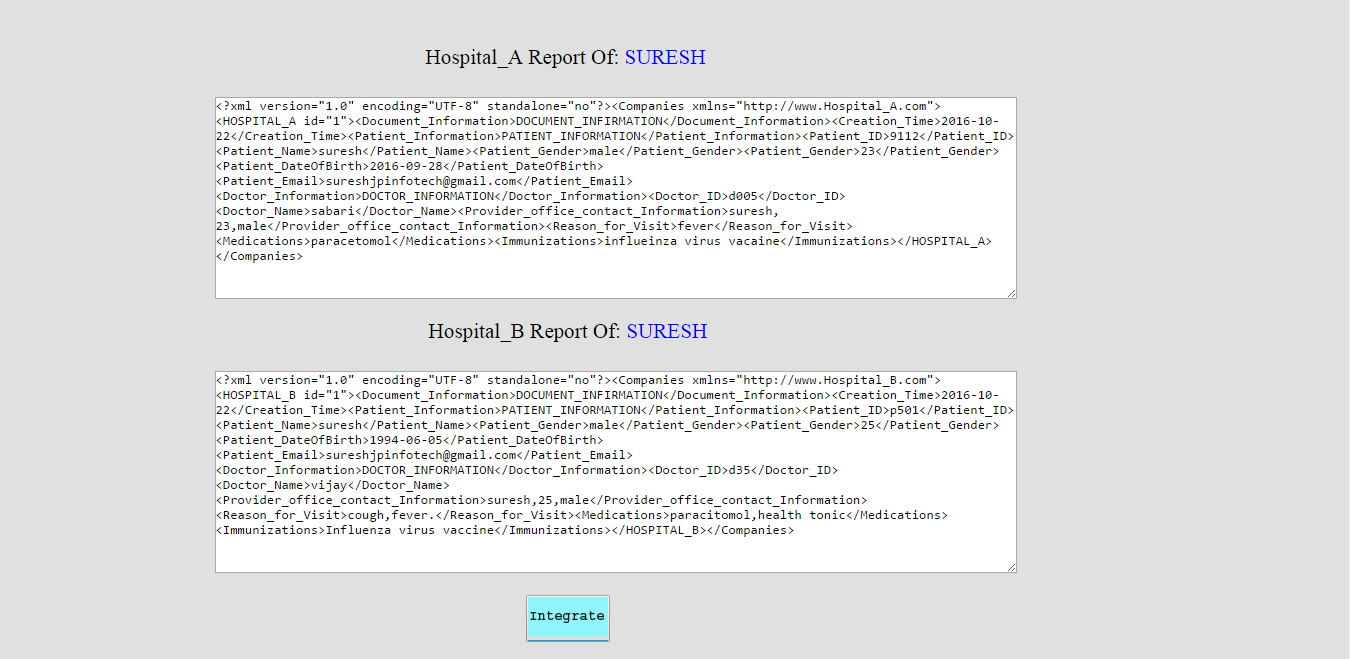 Hospital_A Report Of: SURESH
<?xml version="1.0" encoding="UTF-8" standalone="no"?><Companies xmlns="http://www.Hospital_A.com">
<HOSPITAL_A id="1"><Document_Information>DOCUMENT_INFIRMATION</Document_Information><Creation_Time>2016-10-
22</Creation_Time><Patient_Information>PATIENT_INFORMATION</Patient_Information><Patient_ID>9112</Patient_ID>
<Patient_Name>suresh</Patient_Name><Patient_Gender>male</Patient_Gender><Patient_Gender>23</Patient_Gender>
<Patient_DateOfBirth>2016-09-28</Patient_DateOfBirth>
<Patient_Email>sureshjpinfotech@gmail.com</Patient_Email>
<Doctor_Information>DOCTOR_INFORMATION</Doctor_Information><Doctor_ID>d005</Doctor_ID>
<Doctor_Name>sabari</Doctor_Name><Provider_office_contact_Information>suresh,
23,male</Provider_office_contact_Information><Reason_for_Visit>fever</Reason_for_Visit>
<Medications>paracetomol</Medications><Immunizations>influeinza virus vacaine</Immunizations></HOSPITAL_A>
</Companies>
Hospital_B Report Of: SURESH
<?xml version="1.0" encoding="UTF-8" standalone="no"?><Companies xmlns="http://www.Hospital_B.com">
<HOSPITAL_B id="1"><Document_Information>DOCUMENT_INFIRMATION</Document_Information><Creation_Time>2016-10-
22</Creation_Time><Patient_Information>PATIENT_INFORMATION</Patient_Information><Patient_ID>p501</Patient_ID>
<Patient_Name>suresh</Patient_Name><Patient_Gender>male</Patient_Gender><Patient_Gender>25</Patient_Gender>
<Patient_DateOfBirth>1994-06-05</Patient_DateOfBirth>
<Patient_Email>sureshjpinfotech@gmail.com</Patient_Email>
<Doctor_Information>DOCTOR_INFORMATION</Doctor_Information><Doctor_ID>d35</Doctor_ID>
<Doctor_Name>vijay</Doctor_Name>
<Provider_office_contact_Information>suresh,25,male</Provider_office_contact_Information>
<Reason_for_Visit>cough,fever.</Reason_for_Visit><Medications>paracitomol,health tonic</Medications>
<Immunizations>Influenza virus vaccine</Immunizations></HOSPITAL_B></Companies>
Integrate